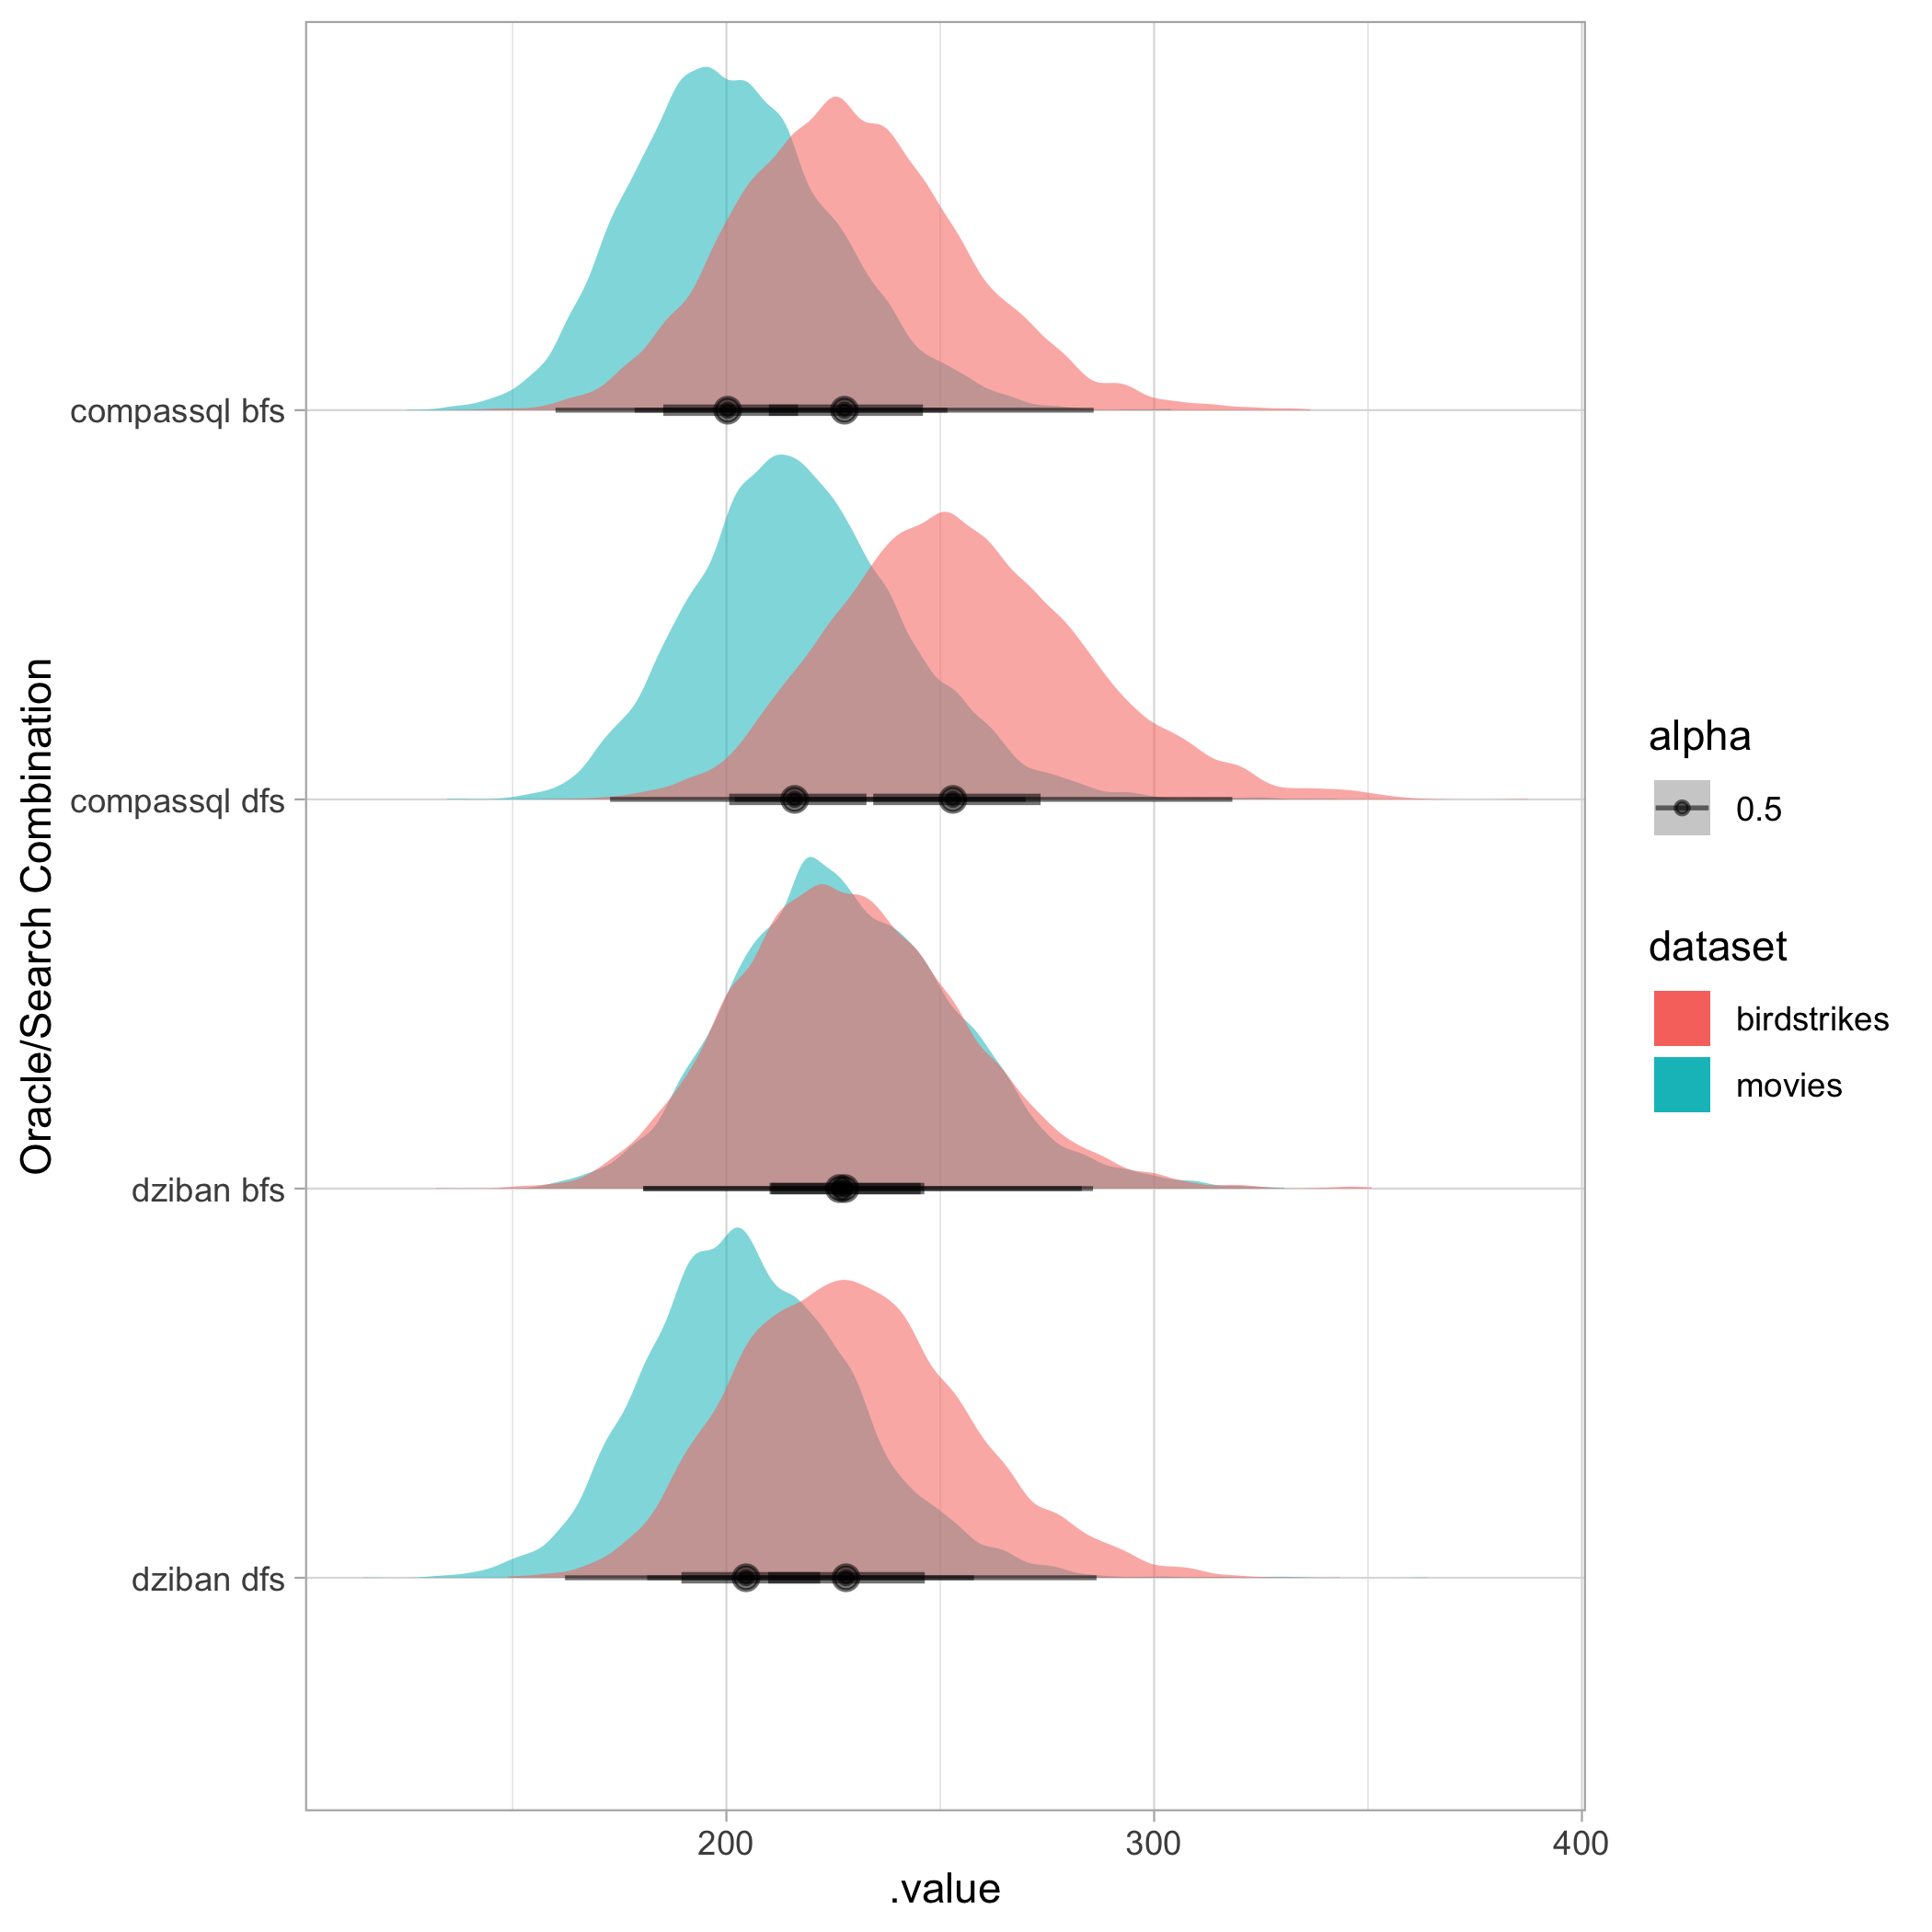 Oracle/Search Combination
compassql bfs
compassql dfs
dziban bfs
dziban dfs
200 300 400
.value
alpha
0.5
dataset
birdstrikes
movies